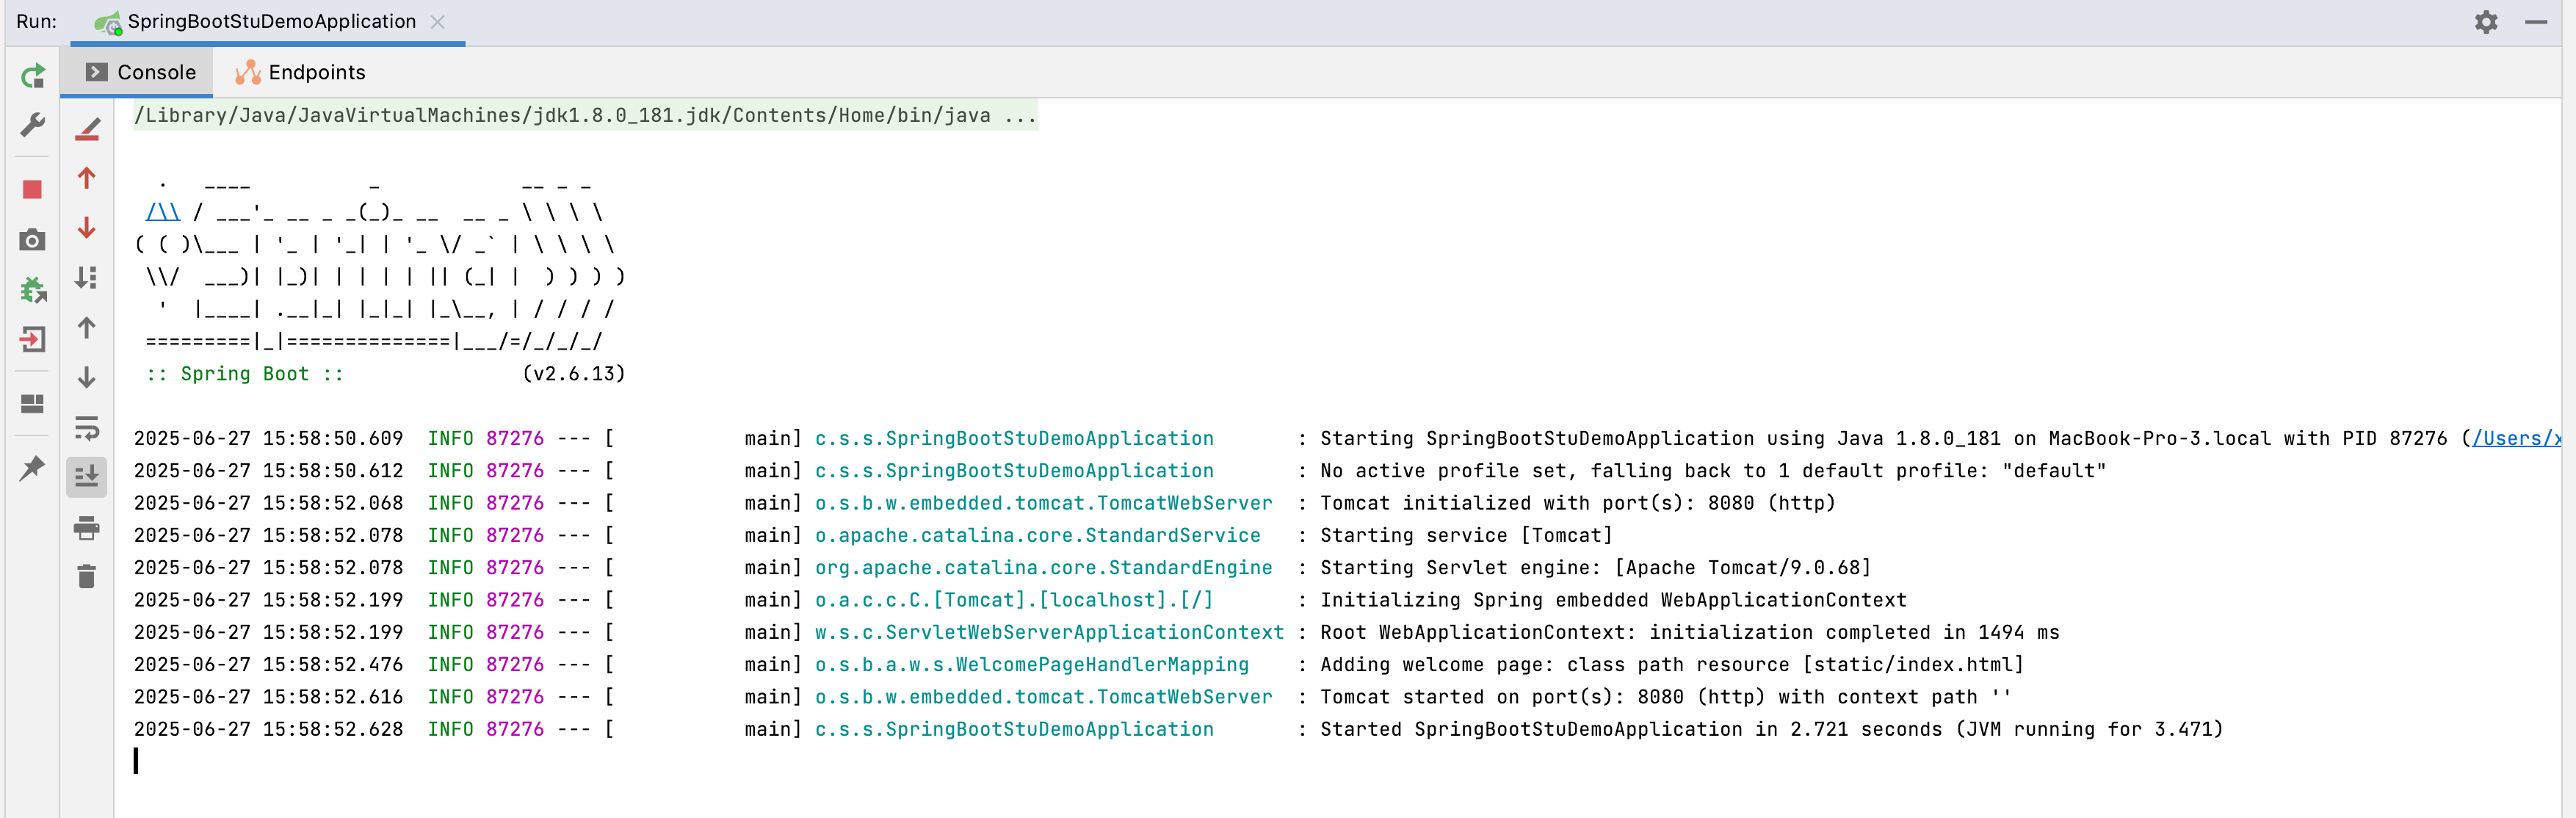 Run: SpringBootStuDemoApplication
Console Endpoints
/Library/Java/JavaVirtualMachines/jdk1.8.0_181.jdk/Contents/Home/bin/java ...
  .   ____          _            __ _ _
 /\\ / ___'_ __ _ _(_)_ __  __ _ \ \ \ \
( ( )\___ | '_ | '_| | '_ \/ _` | \ \ \ \
 \\/  ___)| |_)| | | | | || (_| |  ) ) ) )
  '  |____| .__|_| |_|_| |_\__, | / / / /
 =========|_|==============|___/=/_/_/_/
 :: Spring Boot ::               (v2.6.13)
2025-06-27 15:58:50.609  INFO 87276 --- [           main] c.s.s.SpringBootStuDemoApplication       : Starting SpringBootStuDemoApplication using Java 1.8.0_181 on MacBook-Pro-3.local with PID 87276 (/Users/x
2025-06-27 15:58:50.612  INFO 87276 --- [           main] c.s.s.SpringBootStuDemoApplication       : No active profile set, falling back to 1 default profile: "default"
2025-06-27 15:58:52.068  INFO 87276 --- [           main] o.s.b.w.embedded.tomcat.TomcatWebServer  : Tomcat initialized with port(s): 8080 (http)
2025-06-27 15:58:52.078  INFO 87276 --- [           main] o.apache.catalina.core.StandardService   : Starting service [Tomcat]
2025-06-27 15:58:52.078  INFO 87276 --- [           main] org.apache.catalina.core.StandardEngine  : Starting Servlet engine: [Apache Tomcat/9.0.68]
2025-06-27 15:58:52.199  INFO 87276 --- [           main] o.a.c.c.C.[Tomcat].[localhost].[/]       : Initializing Spring embedded WebApplicationContext
2025-06-27 15:58:52.199  INFO 87276 --- [           main] w.s.c.ServletWebServerApplicationContext : Root WebApplicationContext: initialization completed in 1494 ms
2025-06-27 15:58:52.476  INFO 87276 --- [           main] o.s.b.a.w.s.WelcomePageHandlerMapping    : Adding welcome page: class path resource [static/index.html]
2025-06-27 15:58:52.616  INFO 87276 --- [           main] o.s.b.w.embedded.tomcat.TomcatWebServer  : Tomcat started on port(s): 8080 (http) with context path ''
2025-06-27 15:58:52.628  INFO 87276 --- [           main] c.s.s.SpringBootStuDemoApplication       : Started SpringBootStuDemoApplication in 2.721 seconds (JVM running for 3.471)